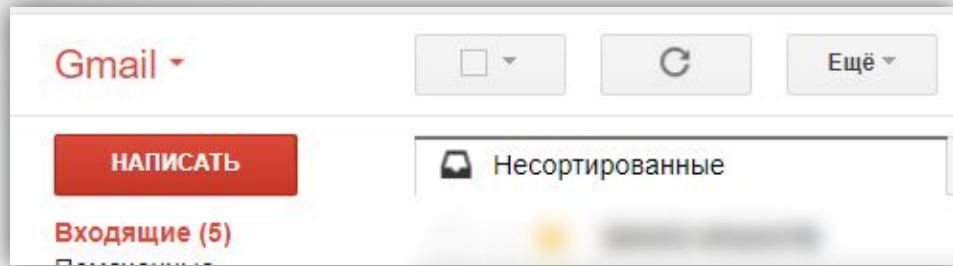 Gmail
Ещё
НАПИСАТЬ
Несортированные
Входящие (5)